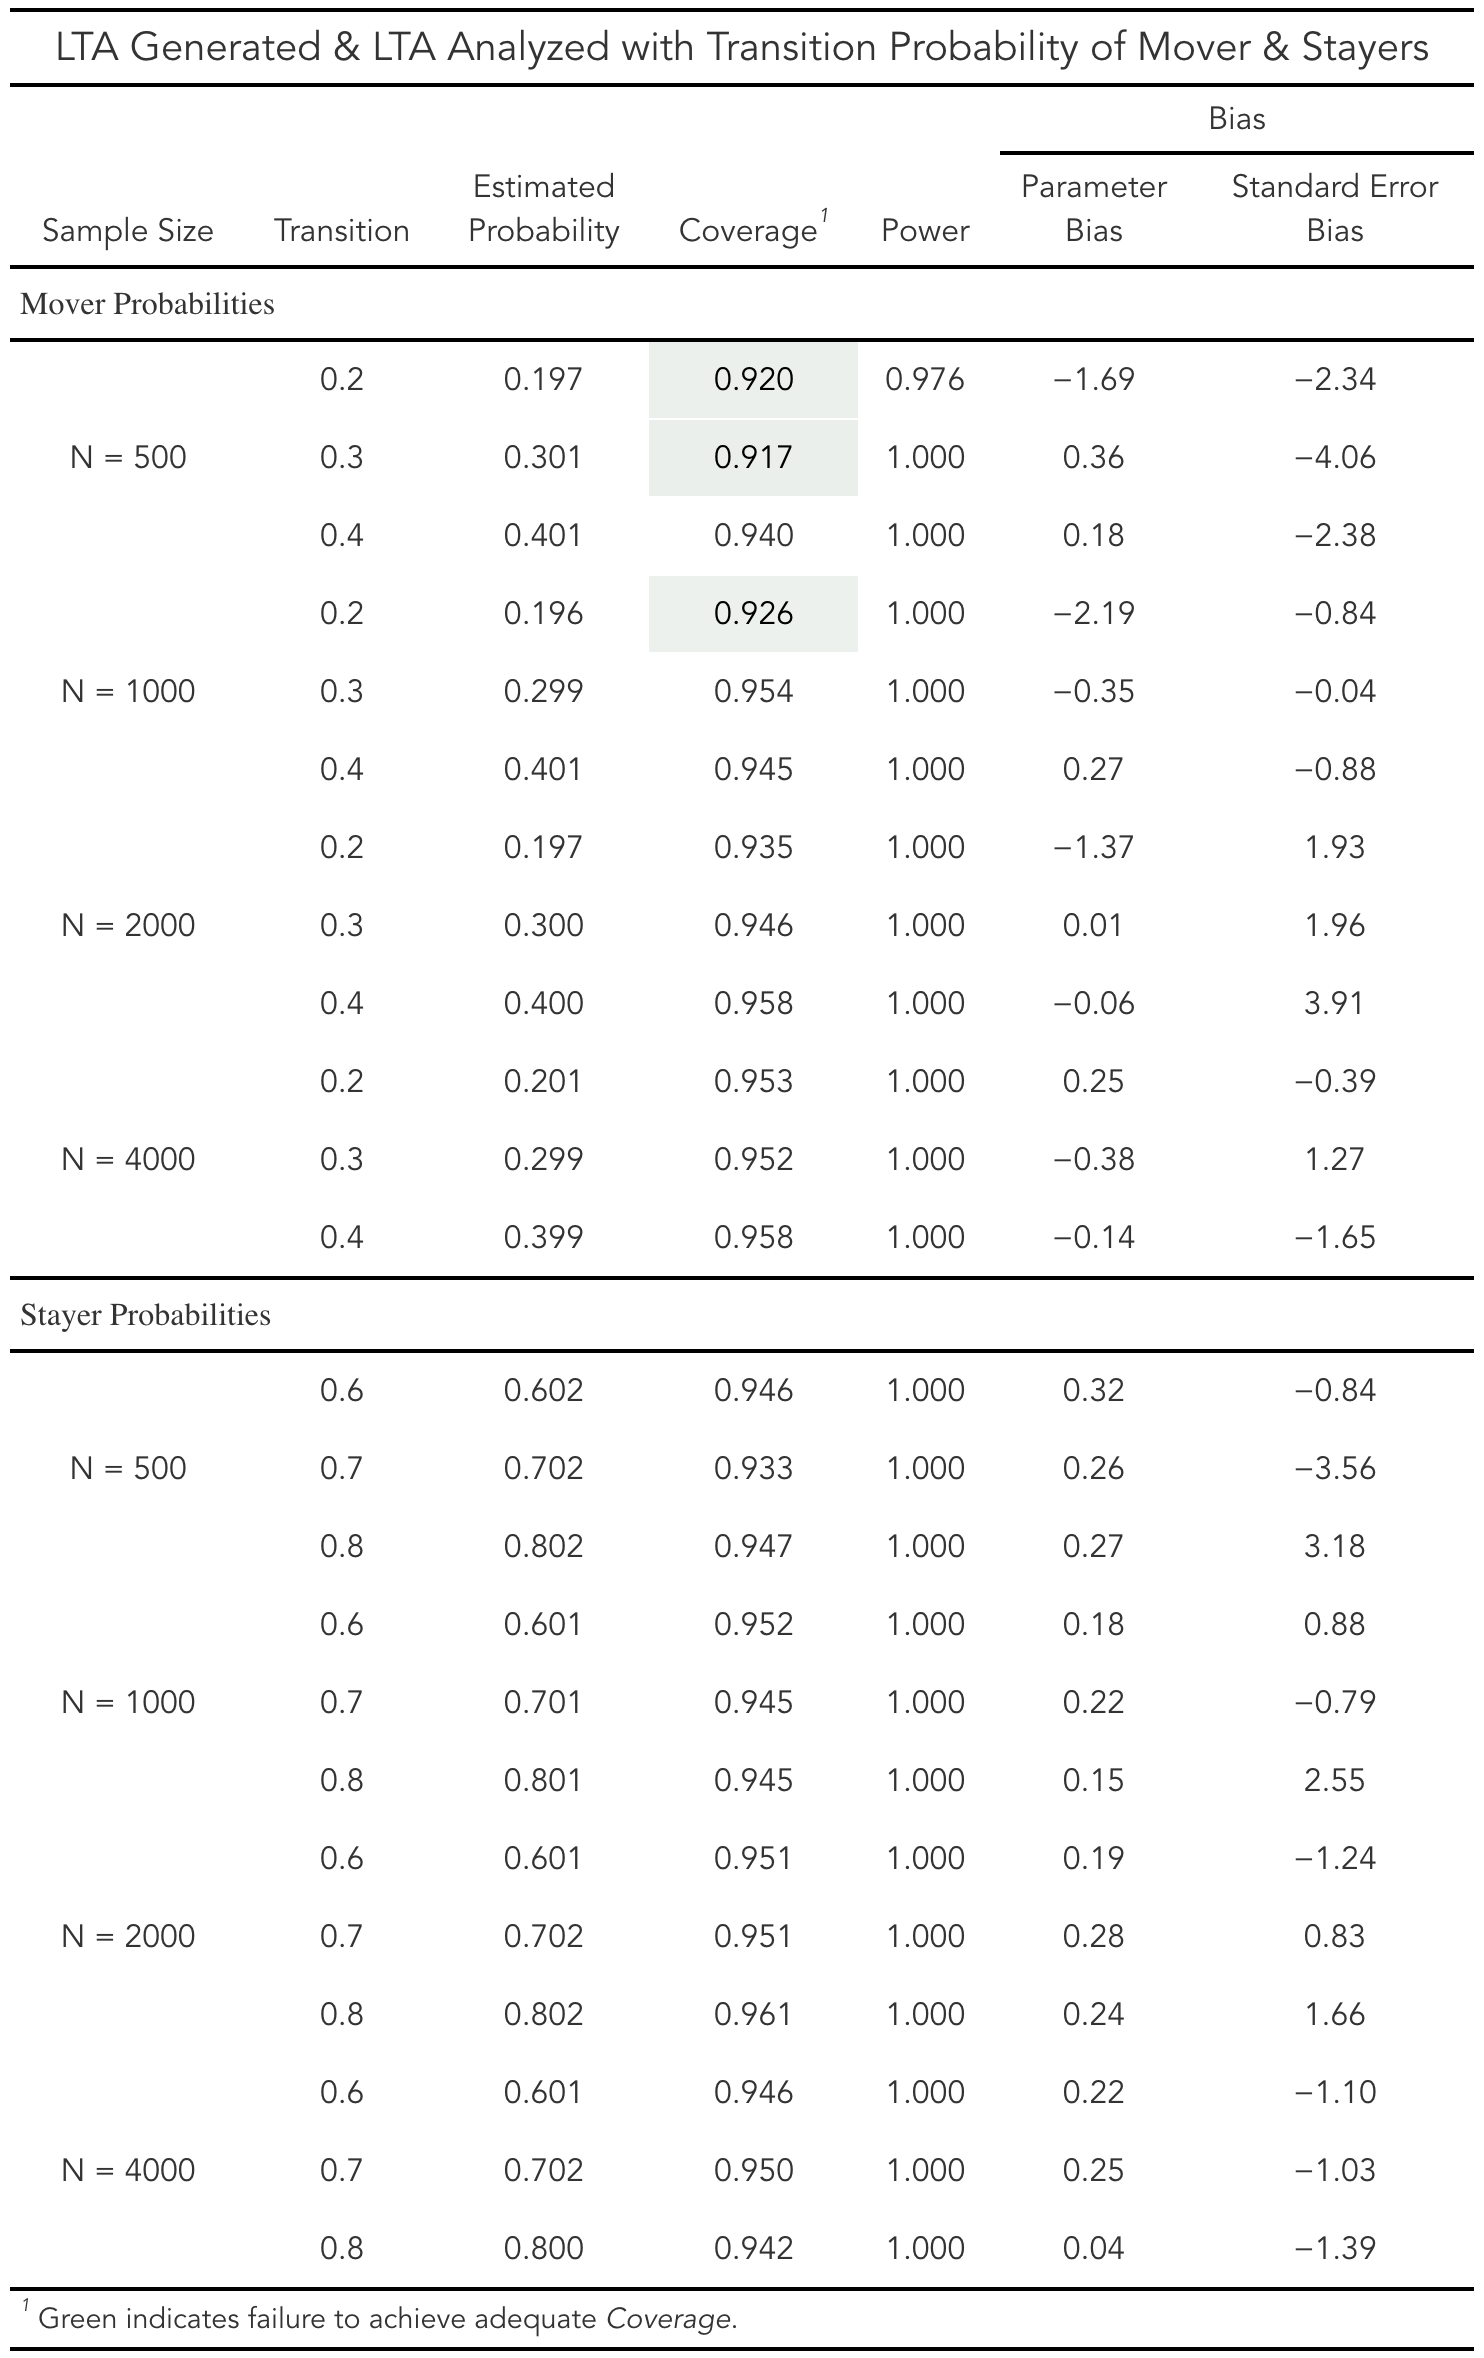 LTA Generated & LTA Analyzed with Transition Probability of Mover & Stayers
Bias
Sample Size Transition Estimated Probability Coverage1 Power Parameter Bias Standard Error Bias
Mover Probabilities
0.2 0.197 0.920 0.976 −1.69 −2.34
N = 500 0.3 0.301 0.917 1.000 0.36 −4.06
0.4 0.401 0.940 1.000 0.18 −2.38
0.2 0.196 0.926 1.000 −2.19 −0.84
N = 1000 0.3 0.299 0.954 1.000 −0.35 −0.04
0.4 0.401 0.945 1.000 0.27 −0.88
0.2 0.197 0.935 1.000 −1.37 1.93
N = 2000 0.3 0.300 0.946 1.000 0.01 1.96
0.4 0.400 0.958 1.000 −0.06 3.91
0.2 0.201 0.953 1.000 0.25 −0.39
N = 4000 0.3 0.299 0.952 1.000 −0.38 1.27
0.4 0.399 0.958 1.000 −0.14 −1.65
Stayer Probabilities
0.6 0.602 0.946 1.000 0.32 −0.84
N = 500 0.7 0.702 0.933 1.000 0.26 −3.56
0.8 0.802 0.947 1.000 0.27 3.18
0.6 0.601 0.952 1.000 0.18 0.88
N = 1000 0.7 0.701 0.945 1.000 0.22 −0.79
0.8 0.801 0.945 1.000 0.15 2.55
0.6 0.601 0.951 1.000 0.19 −1.24
N = 2000 0.7 0.702 0.951 1.000 0.28 0.83
0.8 0.802 0.961 1.000 0.24 1.66
0.6 0.601 0.946 1.000 0.22 −1.10
N = 4000 0.7 0.702 0.950 1.000 0.25 −1.03
0.8 0.800 0.942 1.000 0.04 −1.39
1 Green indicates failure to achieve adequate Coverage.